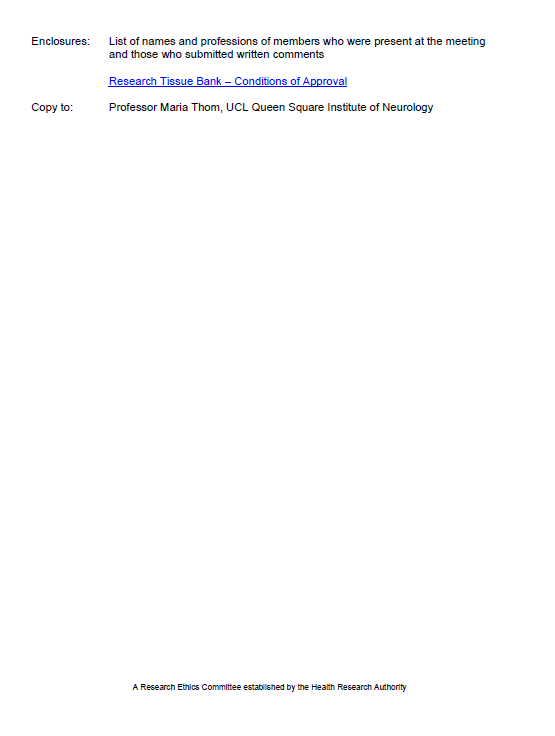 Enclosures: List of names and professions of members who were present at the meeting
and those who submitted written comments
Research Tissue Bank – Conditions of Approval
Copy to: Professor Maria Thom, UCL Queen Square Institute of Neurology
A Research Ethics Committee established by the Health Research Authority